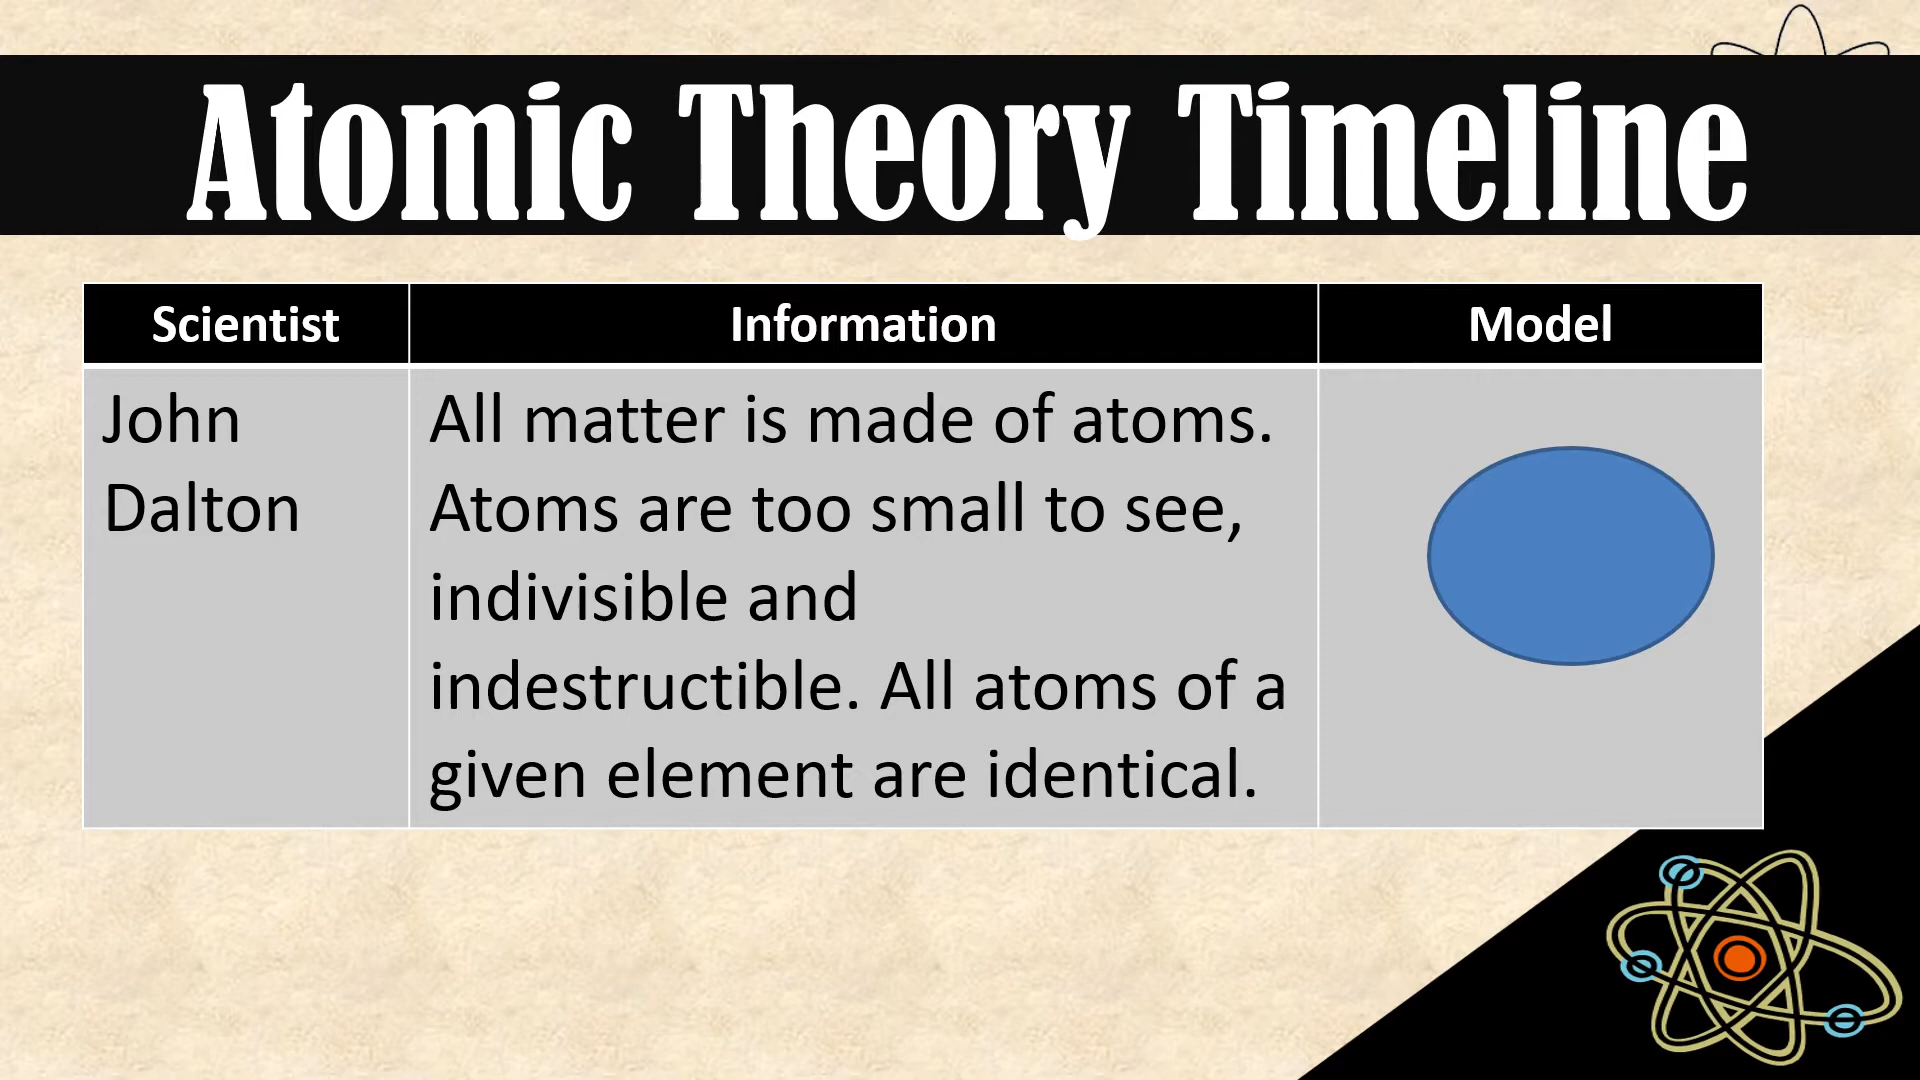 Atomic Theory Timeline
Scientist
Information
Model
John
Dalton
All matter is made of atoms.
Atoms are too small to see,
indivisible and
indestructible. All atoms of a
given element are identical.